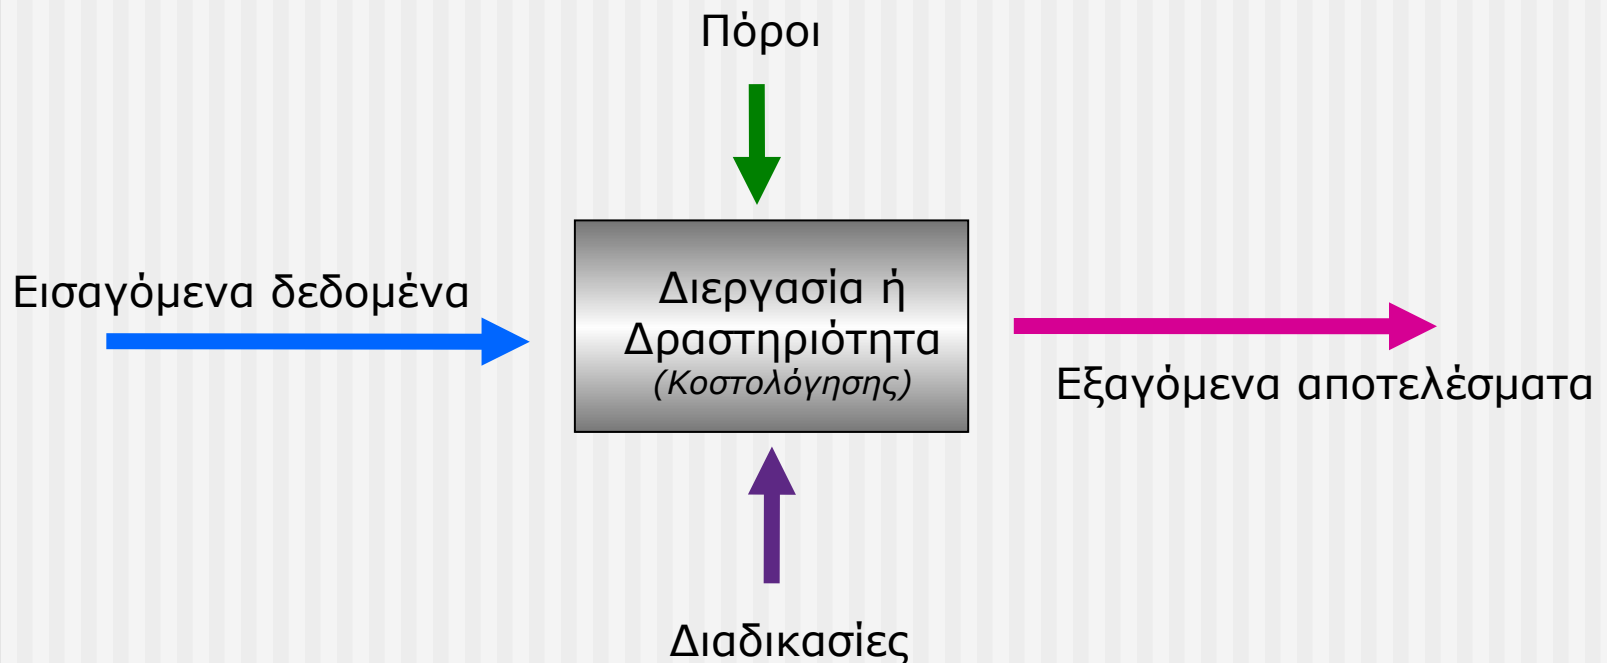 Πόροι
Εισαγόμενα δεδομένα
Διεργασία ή
Δραστηριότητα
(Κοστολόγησης)
Εξαγόμενα αποτελέσματα
Διαδικασίες